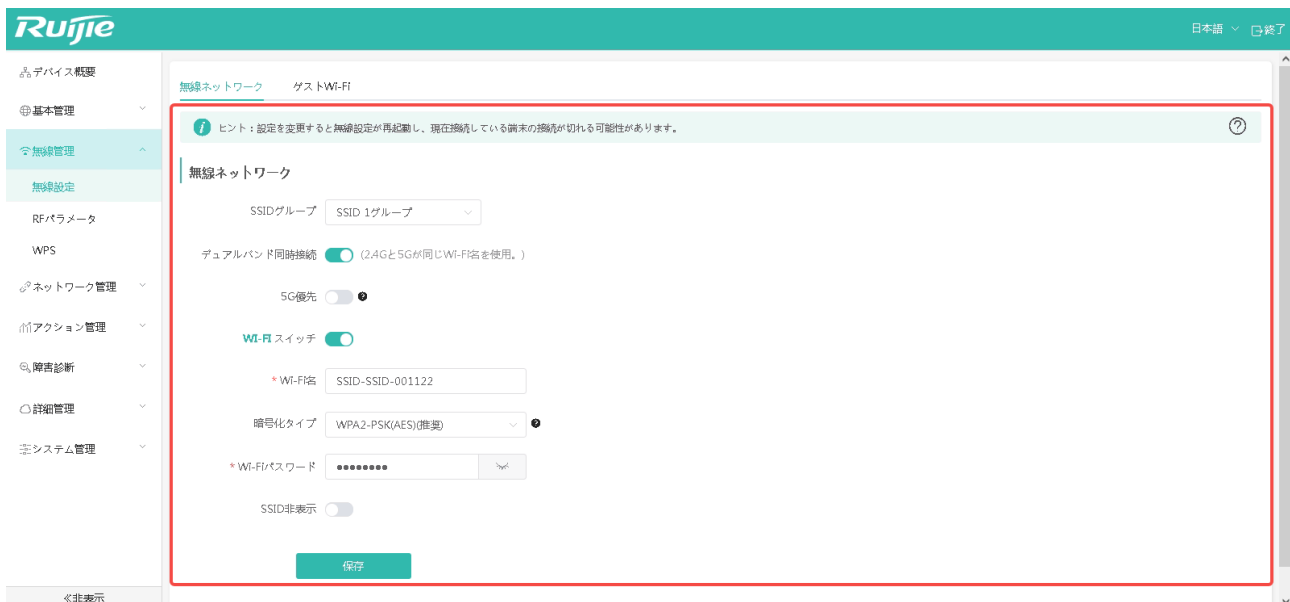 Ruijie
日本語 終了
デバイス概要
基本管理
無線管理
無線設定
RFパラメータ
WPS
ネットワーク管理
アクション管理
障害診断
詳細管理
システム管理
≪非表示
無線ネットワーク ゲストWi-Fi
ヒント：設定を変更すると無線設定が再起動し、現在接続している端末の接続が切れる可能性があります。
無線ネットワーク
SSIDグループ SSID 1グループ
デュアルバンド同時接続 (2.4Gと5Gが同じWi-Fi名を使用。)
5G優先
WI-FI スイッチ
* Wi-Fi名 SSID-SSID-001122
暗号化タイプ WPA2-PSK(AES)(推奨)
* Wi-Fiパスワード ••••••••
SSID非表示
保存